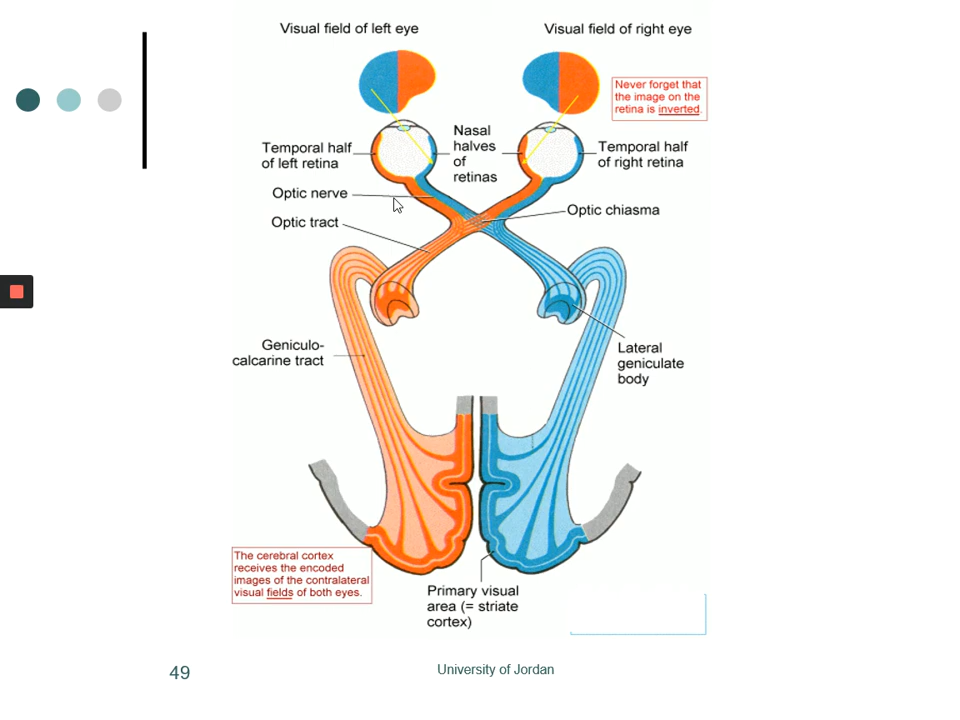 Visual field of left eye
Visual field of right eye
Never forget that
the image on the
retina is inverted.
Temporal half
of left retina
Nasal
halves
of
retinas
Temporal half
of right retina
Optic nerve
Optic tract
Optic chiasma
Geniculo-
calcarine tract
Lateral
geniculate
body
The cerebral cortex
receives the encoded
images of the contralateral
visual fields of both eyes.
Primary visual
area (= striate
cortex)
49
University of Jordan